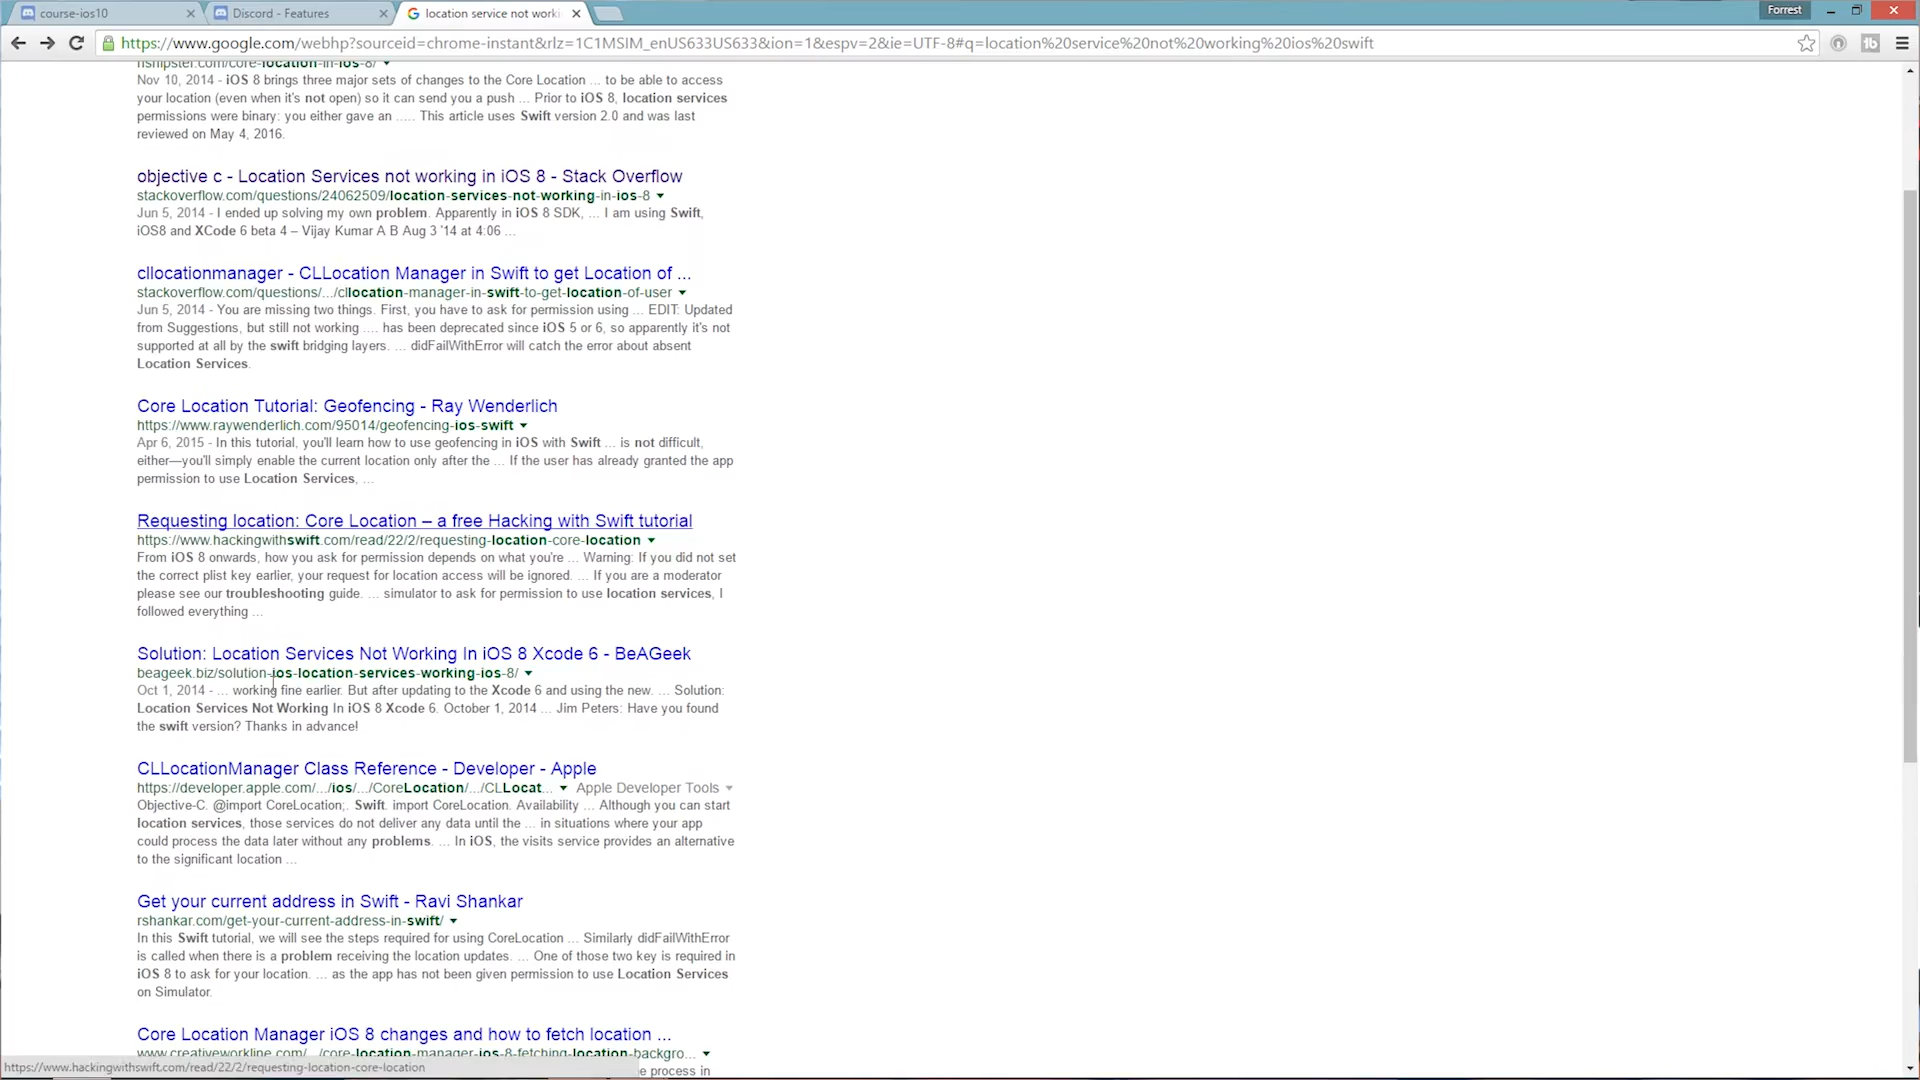 course-ios10
Discord - Features
location service not worki
Forrest
https://www.google.com/webhp?sourceid=chrome-instant&rlz=1C1MSIM_enUS633US633&ion=1&espv=2&ie=UTF-8#q=location%20service%20not%20working%20ios%20swift
nshipster.com/core-location-in-ios-8/
Nov 10, 2014 - iOS 8 brings three major sets of changes to the Core Location ... to be able to access
your location (even when it's not open) so it can send you a push ... Prior to iOS 8, location services
permissions were binary: you either gave an ..... This article uses Swift version 2.0 and was last
reviewed on May 4, 2016.
objective c - Location Services not working in iOS 8 - Stack Overflow
stackoverflow.com/questions/24062509/location-services-not-working-in-ios-8
Jun 5, 2014 - I ended up solving my own problem. Apparently in iOS 8 SDK, ... I am using Swift,
iOS8 and XCode 6 beta 4 – Vijay Kumar A B Aug 3 '14 at 4:06 ...
cllocationmanager - CLLocation Manager in Swift to get Location of ...
stackoverflow.com/questions/.../cllocation-manager-in-swift-to-get-location-of-user
Jun 5, 2014 - You are missing two things. First, you have to ask for permission using ... EDIT: Updated
from Suggestions, but still not working .... has been deprecated since iOS 5 or 6, so apparently it's not
supported at all by the swift bridging layers. ... didFailWithError will catch the error about absent
Location Services.
Core Location Tutorial: Geofencing - Ray Wenderlich
https://www.raywenderlich.com/95014/geofencing-ios-swift
Apr 6, 2015 - In this tutorial, you'll learn how to use geofencing in iOS with Swift ... is not difficult,
either—you'll simply enable the current location only after the ... If the user has already granted the app
permission to use Location Services, ...
Requesting location: Core Location – a free Hacking with Swift tutorial
https://www.hackingwithswift.com/read/22/2/requesting-location-core-location
From iOS 8 onwards, how you ask for permission depends on what you're ... Warning: If you did not set
the correct plist key earlier, your request for location access will be ignored. ... If you are a moderator
please see our troubleshooting guide. ... simulator to ask for permission to use location services, I
followed everything ...
Solution: Location Services Not Working In iOS 8 Xcode 6 - BeAGeek
beageek.biz/solution-ios-location-services-working-ios-8/
Oct 1, 2014 - ... working fine earlier. But after updating to the Xcode 6 and using the new. ... Solution:
Location Services Not Working In iOS 8 Xcode 6. October 1, 2014 ... Jim Peters: Have you found
the swift version? Thanks in advance!
CLLocationManager Class Reference - Developer - Apple
https://developer.apple.com/.../ios/.../CoreLocation/.../CLLocat... Apple Developer Tools
Objective-C. @import CoreLocation;. Swift. import CoreLocation. Availability ... Although you can start
location services, those services do not deliver any data until the ... in situations where your app
could process the data later without any problems. ... In iOS, the visits service provides an alternative
to the significant location ...
Get your current address in Swift - Ravi Shankar
rshankar.com/get-your-current-address-in-swift/
In this Swift tutorial, we will see the steps required for using CoreLocation ... Similarly didFailWithError
is called when there is a problem receiving the location updates. ... One of those two key is required in
iOS 8 to ask for your location. ... as the app has not been given permission to use Location Services
on Simulator.
Core Location Manager iOS 8 changes and how to fetch location ...
www.creativeworkline.com/.../core-location-manager-ios-8-fetching-location-backgro...
https://www.hackingwithswift.com/read/22/2/requesting-location-core-location
e process in